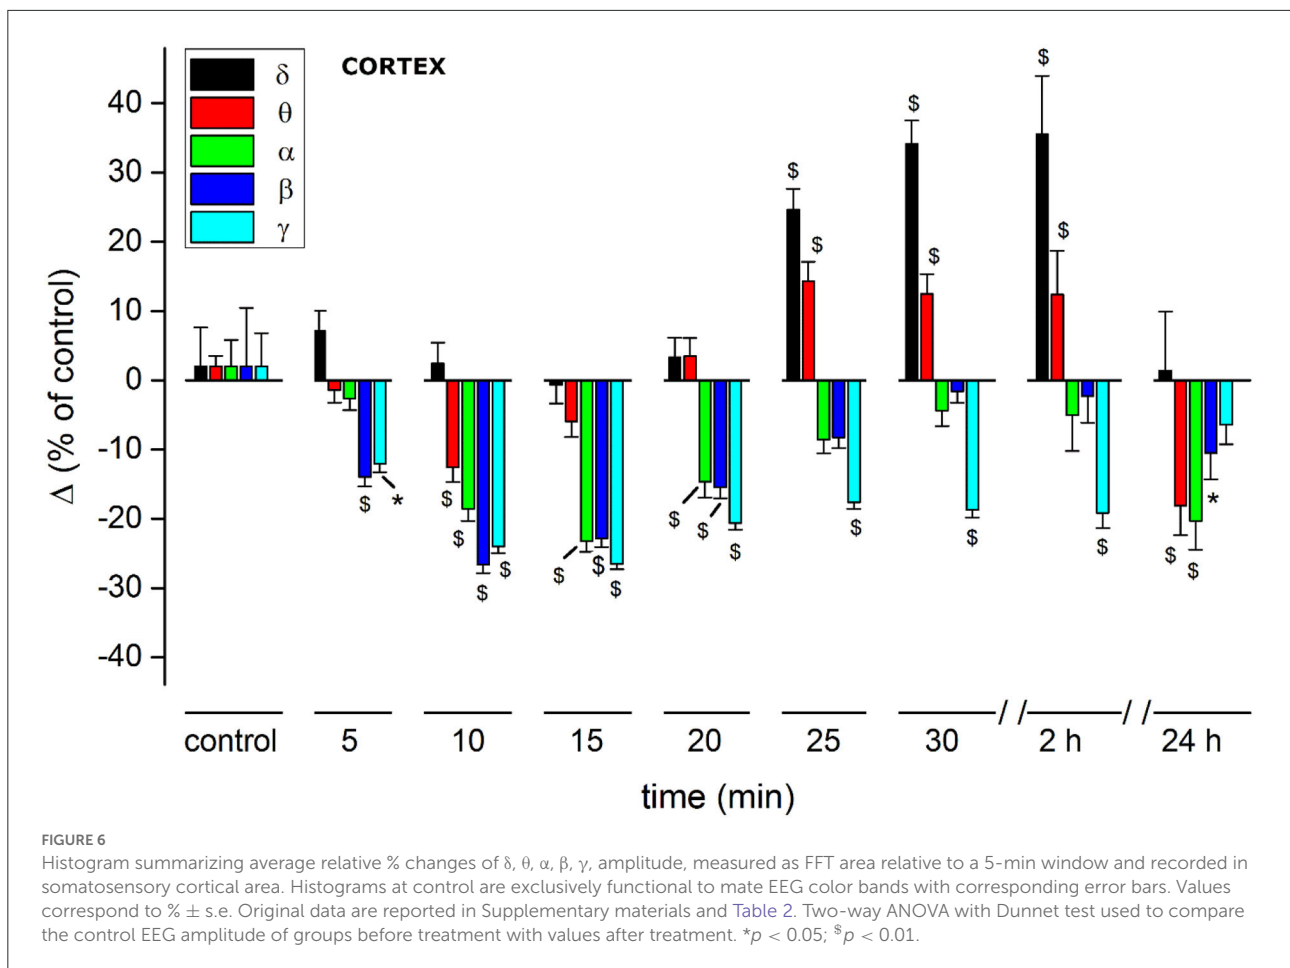 CORTEX
δ
θ
α
β
γ
Δ (% of control)
40
30
20
10
0
-10
-20
-30
-40
$ * $ $ $ $ $ $ $ $ $ $ $ $ $ $ $ $ $ $ $ $ $ $ *
control 5 10 15 20 25 30 // 2 h // 24 h
time (min)
FIGURE 6
Histogram summarizing average relative % changes of δ, θ, α, β, γ, amplitude, measured as FFT area relative to a 5-min window and recorded in
somatosensory cortical area. Histograms at control are exclusively functional to mate EEG color bands with corresponding error bars. Values
correspond to % ± s.e. Original data are reported in Supplementary materials and Table 2. Two-way ANOVA with Dunnet test used to compare
the control EEG amplitude of groups before treatment with values after treatment. *p < 0.05; $p < 0.01.